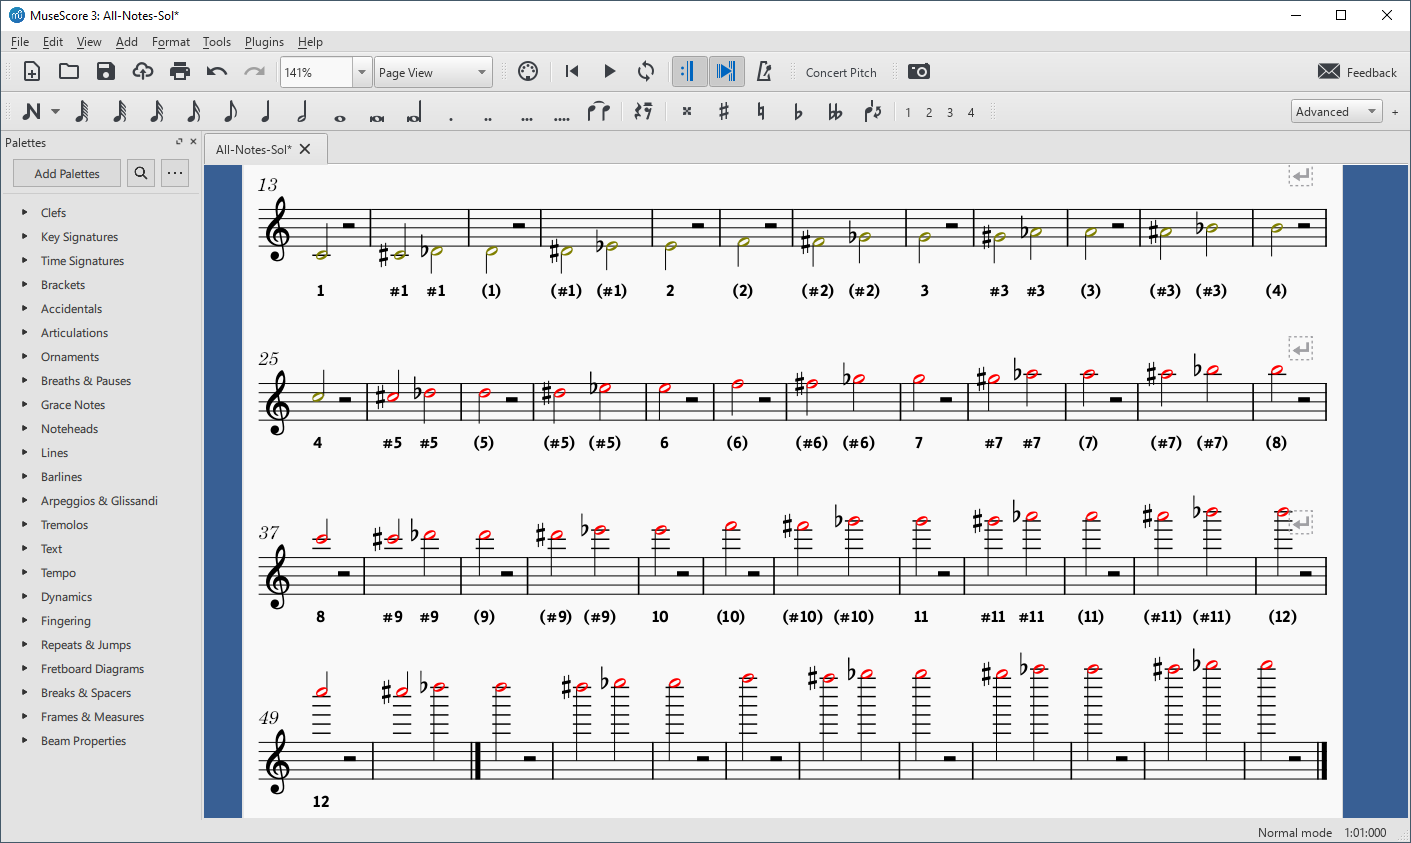 MuseScore 3: All-Notes-Sol*
File Edit View Add Format Tools Plugins Help
141% Page View Concert Pitch Feedback
1 2 3 4 Advanced +
Palettes
All-Notes-Sol*
Add Palettes ...
Clefs
Key Signatures
Time Signatures
Brackets
Accidentals
Articulations
Ornaments
Breaths & Pauses
Grace Notes
Noteheads
Lines
Barlines
Arpeggios & Glissandi
Tremolos
Text
Tempo
Dynamics
Fingering
Repeats & Jumps
Fretboard Diagrams
Breaks & Spacers
Frames & Measures
Beam Properties
13
1 #1 #1 (1) (#1) (#1) 2 (2) (#2) (#2) 3 #3 #3 (3) (#3) (#3) (4)
25
4 #5 #5 (5) (#5) (#5) 6 (6) (#6) (#6) 7 #7 #7 (7) (#7) (#7) (8)
37
8 #9 #9 (9) (#9) (#9) 10 (10) (#10) (#10) 11 #11 #11 (11) (#11) (#11) (12)
49
12
Normal mode 1:01:000